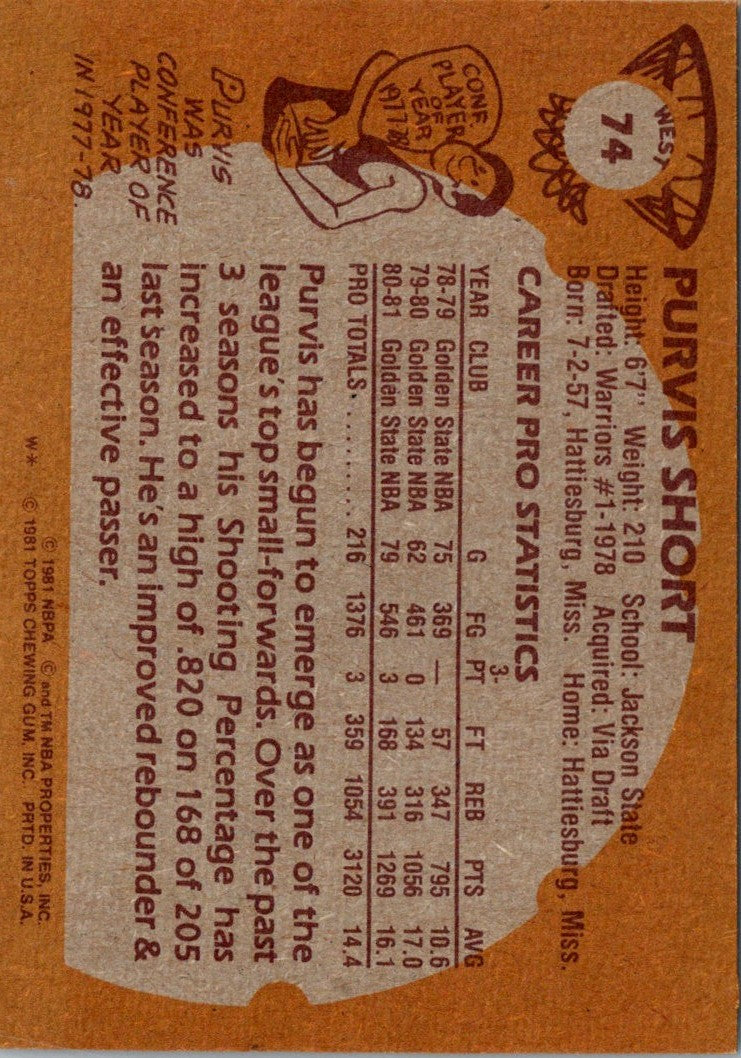 WEST
74
PURVIS SHORT
Height: 6'7" Weight: 210 School: Jackson State
Drafted: Warriors #1-1978 Acquired: Via Draft
Born: 7-2-57, Hattiesburg, Miss. Home: Hattiesburg, Miss.
CAREER PRO STATISTICS
3-
YEAR CLUB G FG PT FT REB PTS AVG
78-79 Golden State NBA 75 369 — 57 347 795 10.6
79-80 Golden State NBA 62 461 0 134 316 1056 17.0
80-81 Golden State NBA 79 546 3 168 391 1269 16.1
PRO TOTALS.......... 216 1376 3 359 1054 3120 14.4
CONF.
PLAYER
OF
YEAR
1977-78
PURVIS
WAS
CONFERENCE
PLAYER OF
YEAR
IN 1977-78.
Purvis has begun to emerge as one of the
league's top small-forwards. Over the past
3 seasons his Shooting Percentage has
increased to a high of .820 on 168 of 205
last season. He's an improved rebounder &
an effective passer.
© 1981 NBPA © and TM NBA PROPERTIES, INC.
W* © 1981 TOPPS CHEWING GUM, INC. PRTD. IN U.S.A.